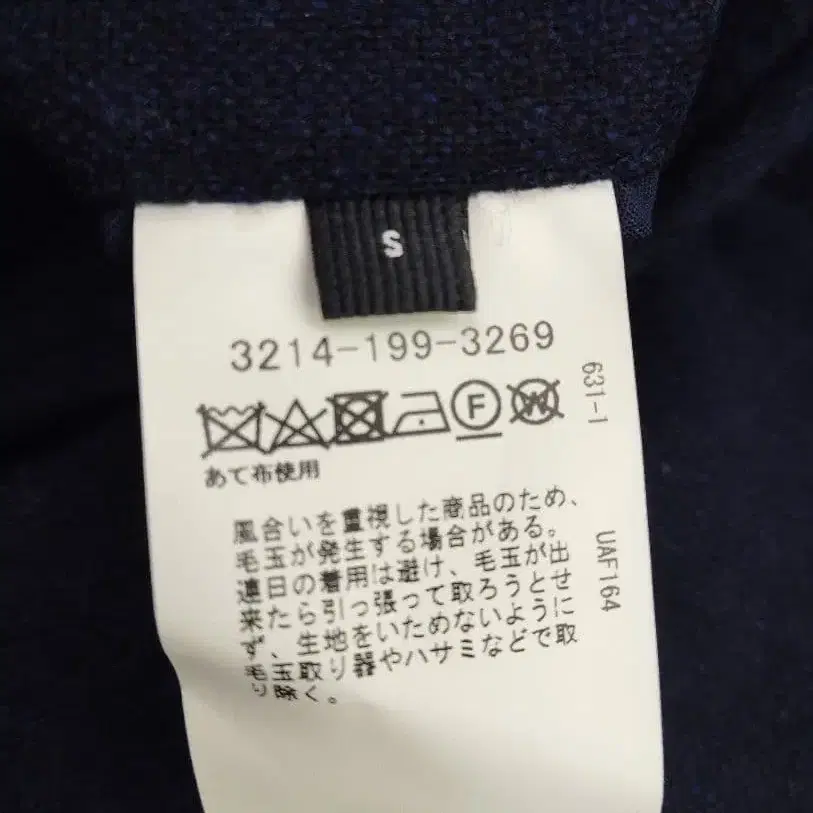 S
3214-199-3269
F
W
631-1
あて布使用
風合いを重視した商品のため、
毛玉が発生する場合がある。
連日の着用は避け、毛玉が出
来たら引っ張って取ろうとせ
ず、生地をいためないように
毛玉取り器やハサミなどで取
り除く。
UAF164